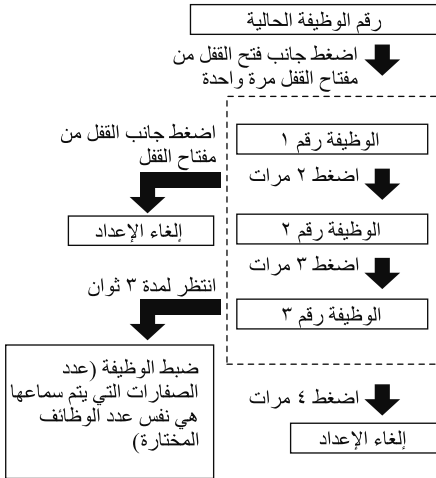 رقم الوظيفة الحالية
اضغط جانب فتح القفل من
مفتاح القفل مرة واحدة
الوظيفة رقم ١
اضغط ٢ مرات
الوظيفة رقم ٢
اضغط ٣ مرات
الوظيفة رقم ٣
اضغط ٤ مرات
إلغاء الإعداد
اضغط جانب القفل من
مفتاح القفل
إلغاء الإعداد
انتظر لمدة ٣ ثوان
ضبط الوظيفة (عدد
الصفارات التي يتم سماعها
هي نفس عدد الوظائف
المختارة)